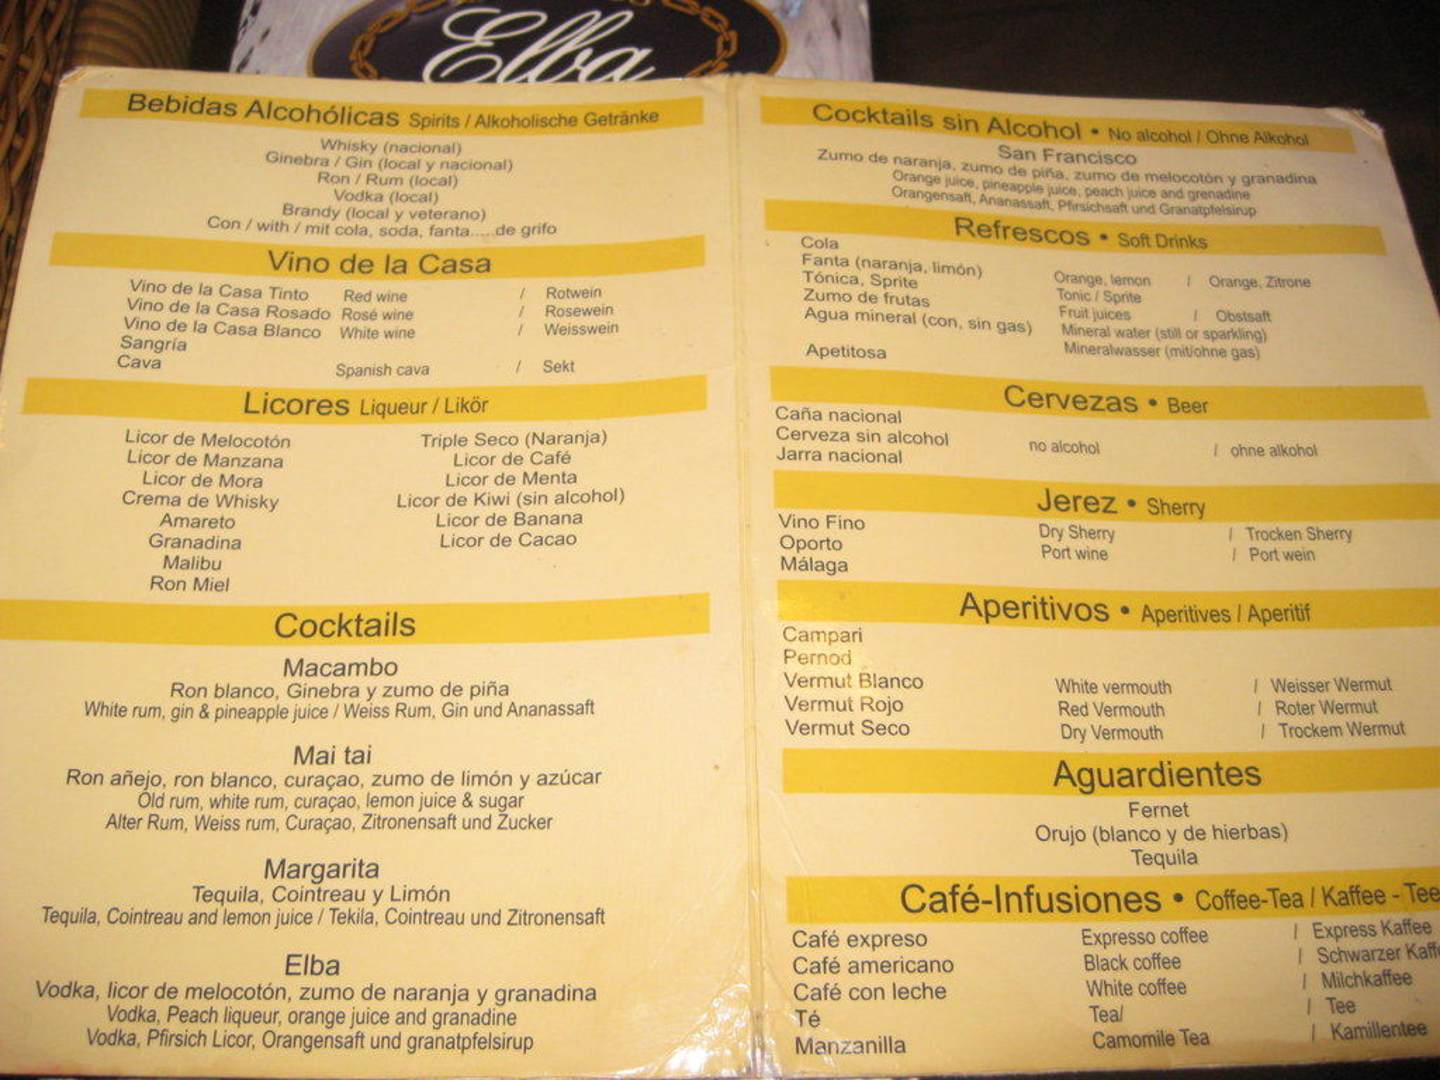 Elba
Bebidas Alcohólicas Spirits / Alkoholische Getränke
Whisky (nacional)
Ginebra / Gin (local y nacional)
Ron / Rum (local)
Vodka (local)
Brandy (local y veterano)
Con / with / mit cola, soda, fanta.....de grifo
Vino de la Casa
Vino de la Casa Tinto Red wine / Rotwein
Vino de la Casa Rosado Rosé wine / Rosewein
Vino de la Casa Blanco White wine / Weisswein
Sangría
Cava Spanish cava / Sekt
Licores Liqueur / Likör
Licor de Melocotón Triple Seco (Naranja)
Licor de Manzana Licor de Café
Licor de Mora Licor de Menta
Crema de Whisky Licor de Kiwi (sin alcohol)
Amareto Licor de Banana
Granadina Licor de Cacao
Malibu
Ron Miel
Cocktails
Macambo
Ron blanco, Ginebra y zumo de piña
White rum, gin & pineapple juice / Weiss Rum, Gin und Ananassaft
Mai tai
Ron añejo, ron blanco, curaçao, zumo de limón y azúcar
Old rum, white rum, curaçao, lemon juice & sugar
Alter Rum, Weiss rum, Curaçao, Zitronensaft und Zucker
Margarita
Tequila, Cointreau y Limón
Tequila, Cointreau and lemon juice / Tekila, Cointreau und Zitronensaft
Elba
Vodka, licor de melocotón, zumo de naranja y granadina
Vodka, Peach liqueur, orange juice and granadine
Vodka, Pfirsich Licor, Orangensaft und granatpfelsirup
Cocktails sin Alcohol • No alcohol / Ohne Alkohol
San Francisco
Zumo de naranja, zumo de piña, zumo de melocotón y granadina
Orange juice, pineapple juice, peach juice and grenadine
Orangensaft, Ananassaft, Pfirsichsaft und Granatpfelsirup
Refrescos • Soft Drinks
Cola
Fanta (naranja, limón) Orange, lemon / Orange, Zitrone
Tónica, Sprite Tonic / Sprite
Zumo de frutas Fruit juices / Obstsaft
Agua mineral (con, sin gas) Mineral water (still or sparkling)
Mineralwasser (mit/ohne gas)
Apetitosa
Cervezas • Beer
Caña nacional
Cerveza sin alcohol no alcohol / ohne alkohol
Jarra nacional
Jerez • Sherry
Vino Fino Dry Sherry / Trocken Sherry
Oporto Port wine / Port wein
Málaga
Aperitivos • Aperitives / Aperitif
Campari
Pernod
Vermut Blanco White vermouth / Weisser Wermut
Vermut Rojo Red Vermouth / Roter Wermut
Vermut Seco Dry Vermouth / Trockem Wermut
Aguardientes
Fernet
Orujo (blanco y de hierbas)
Tequila
Café-Infusiones • Coffee-Tea / Kaffee - Tee
Café expreso Expresso coffee / Express Kaffee
Café americano Black coffee / Schwarzer Kaff
Café con leche White coffee / Milchkaffee
Té Tea/ / Tee
Manzanilla Camomile Tea / Kamillentee